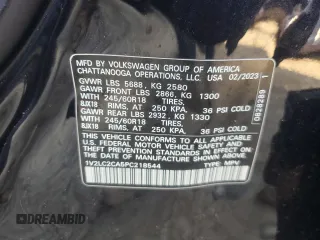 MFD BY VOLKSWAGEN GROUP OF AMERICA
CHATTANOOGA OPERATIONS, LLC. USA 02/2023
GVWR LBS 5688, KG 2580
GAWR FRONT LBS 2866, KG 1300
WITH 245/60R18 TIRES,
8JX18 RIMS, AT 250 KPA, 36 PSI COLD
GAWR REAR LBS 2932, KG 1330
WITH 245/60R18 TIRES,
8JX18 RIMS, AT 250 KPA, 36 PSI COLD
THIS VEHICLE CONFORMS TO ALL APPLICABLE
U.S. FEDERAL MOTOR VEHICLE SAFETY
STANDARDS IN EFFECT ON THE DATE OF
MANUFACTURE SHOWN ABOVE.
1V2LC2CA5PC218544 TYPE: MPV
AUTOBIDMASTER